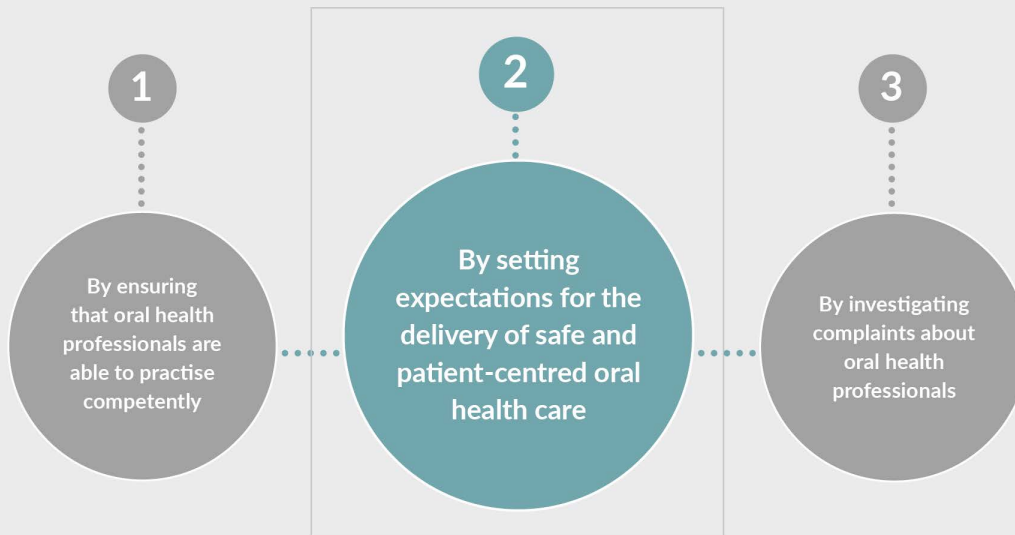 1
By ensuring
that oral health
professionals are
able to practise
competently
2
By setting
expectations for the
delivery of safe and
patient-centred oral
health care
3
By investigating
complaints about
oral health
professionals